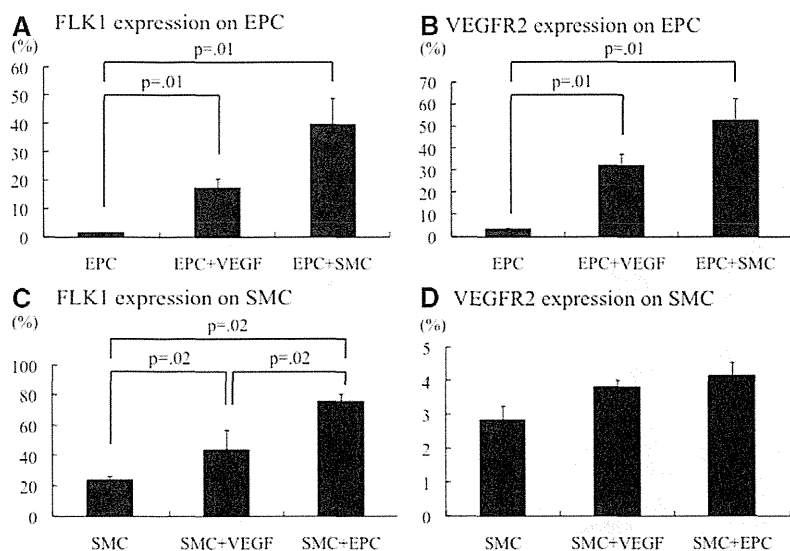 A FLK1 expression on EPC
(%)
60
50
40
30
20
10
0
p=.01
p=.01
EPC EPC+VEGF EPC+SMC
B VEGFR2 expression on EPC
(%)
70
60
50
40
30
20
10
0
p=.01
p=.01
EPC EPC+VEGF EPC+SMC
C FLK1 expression on SMC
(%)
100
80
60
40
20
0
p=.02
p=.02 p=.02
SMC SMC+VEGF SMC+EPC
D VEGFR2 expression on SMC
(%)
5
4
3
2
1
0
SMC SMC+VEGF SMC+EPC